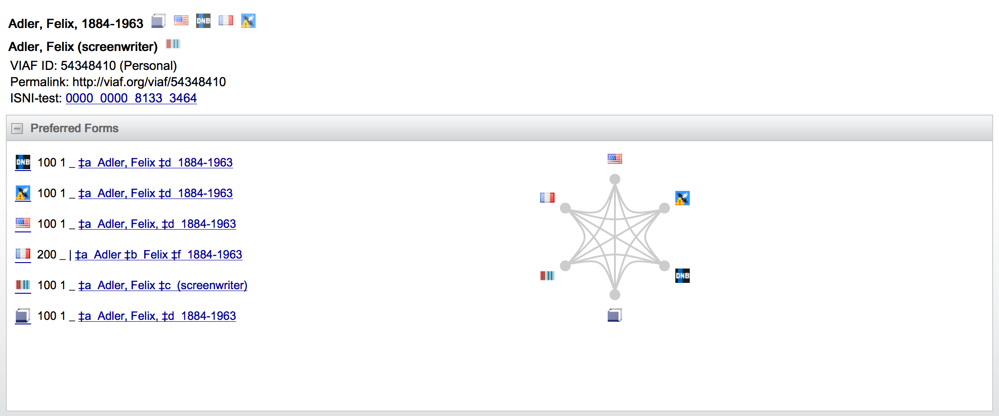 Adler, Felix, 1884-1963 DNB
Adler, Felix (screenwriter)
VIAF ID: 54348410 (Personal)
Permalink: http://viaf.org/viaf/54348410
ISNI-test: 0000 0000 8133 3464
Preferred Forms
DNB 100 1 _ ‡a Adler, Felix ‡d 1884-1963
100 1 _ ‡a Adler, Felix ‡d 1884-1963
100 1 _ ‡a Adler, Felix, ‡d 1884-1963
200 _ | ‡a Adler ‡b Felix ‡f 1884-1963
100 1 _ ‡a Adler, Felix ‡c (screenwriter)
100 1 _ ‡a Adler, Felix, ‡d 1884-1963
DNB